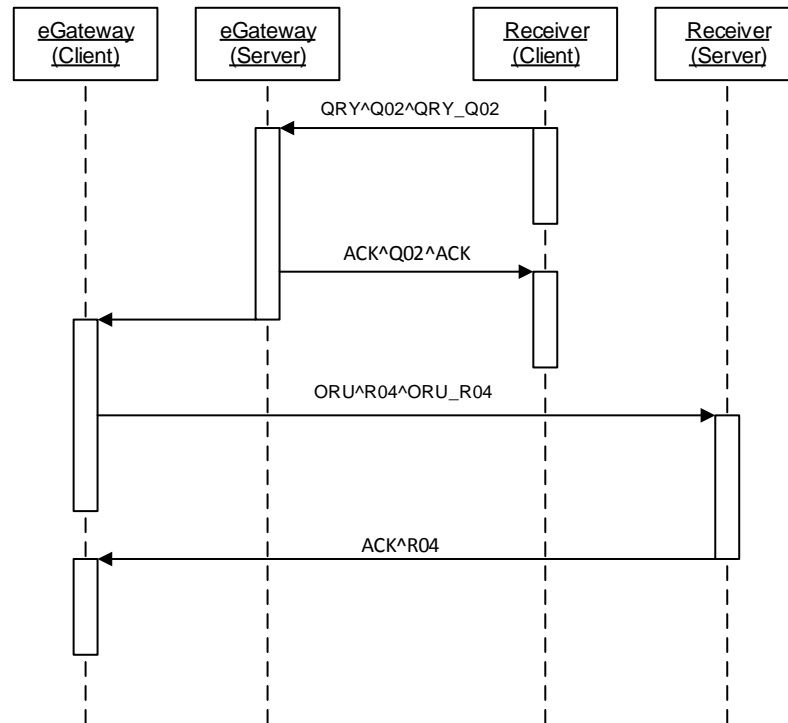 eGateway
(Client)
eGateway
(Server)
Receiver
(Client)
Receiver
(Server)
QRY^Q02^QRY_Q02
ACK^Q02^ACK
ORU^R04^ORU_R04
ACK^R04